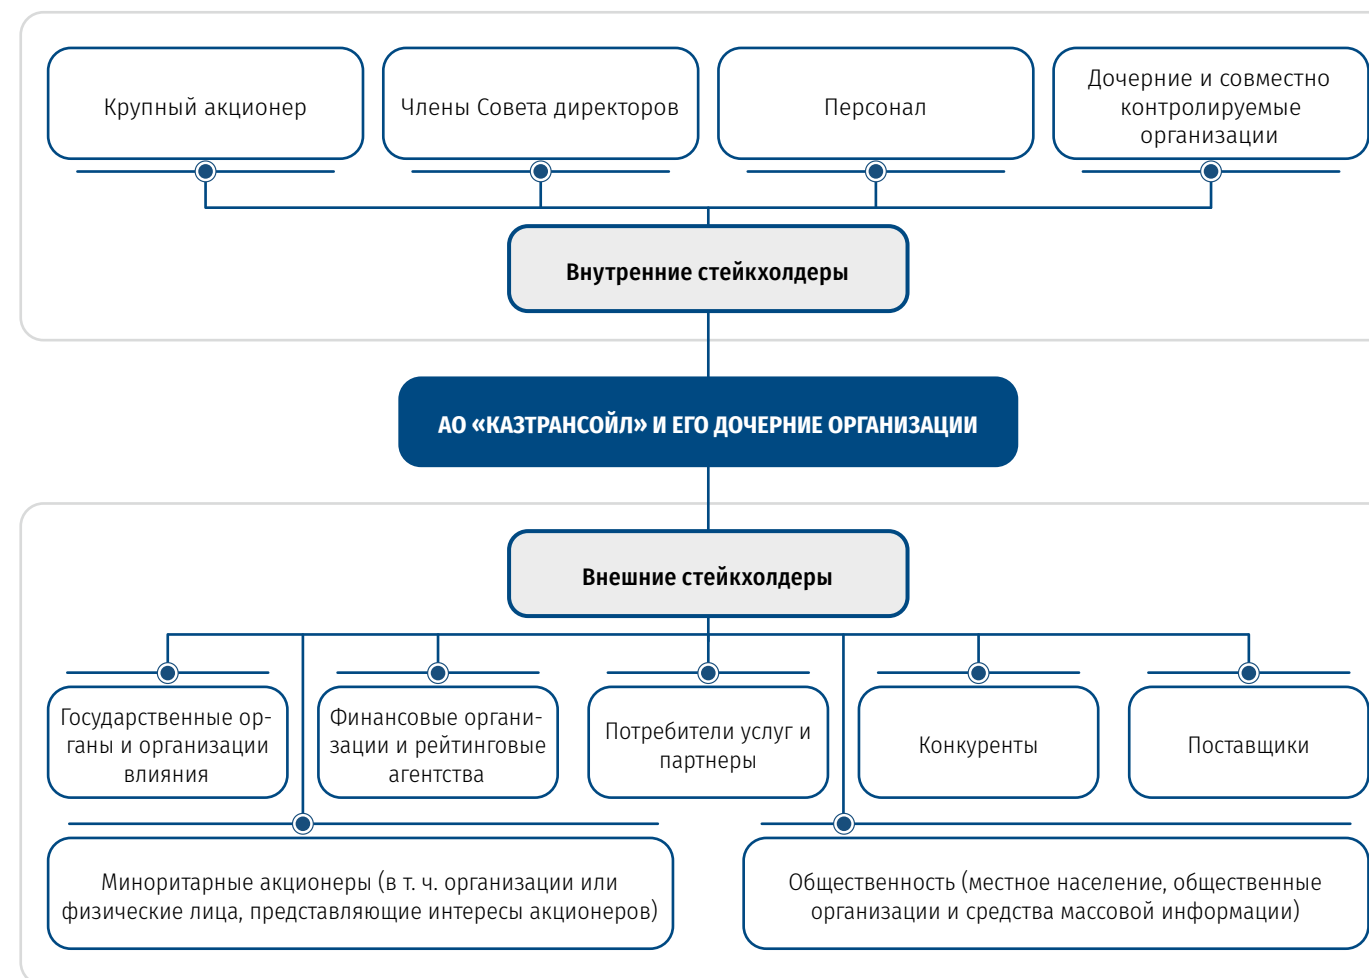 Крупный акционер
Члены Совета директоров
Персонал
Дочерние и совместно
контролируемые
организации
Внутренние стейкхолдеры
АО «КАЗТРАНСОЙЛ» И ЕГО ДОЧЕРНИЕ ОРГАНИЗАЦИИ
Внешние стейкхолдеры
Государственные ор-
ганы и организации
влияния
Финансовые органи-
зации и рейтинговые
агентства
Потребители услуг и
партнеры
Конкуренты
Поставщики
Миноритарные акционеры (в т. ч. организации или
физические лица, представляющие интересы акционеров)
Общественность (местное население, общественные
организации и средства массовой информации)